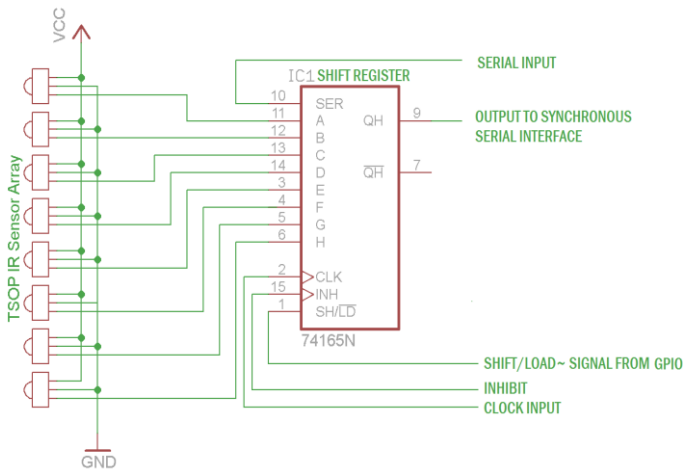 VCC
SERIAL INPUT
IC1 SHIFT REGISTER
10 SER
11 A QH 9
OUTPUT TO SYNCHRONOUS
SERIAL INTERFACE
12 B
13 C
14 D QH 7
3 E
4 F
5 G
6 H
2 CLK
15 INH
1 SH/LD
74165N
TSOP IR Sensor Array
SHIFT/LOAD~ SIGNAL FROM GPIO
INHIBIT
CLOCK INPUT
GND